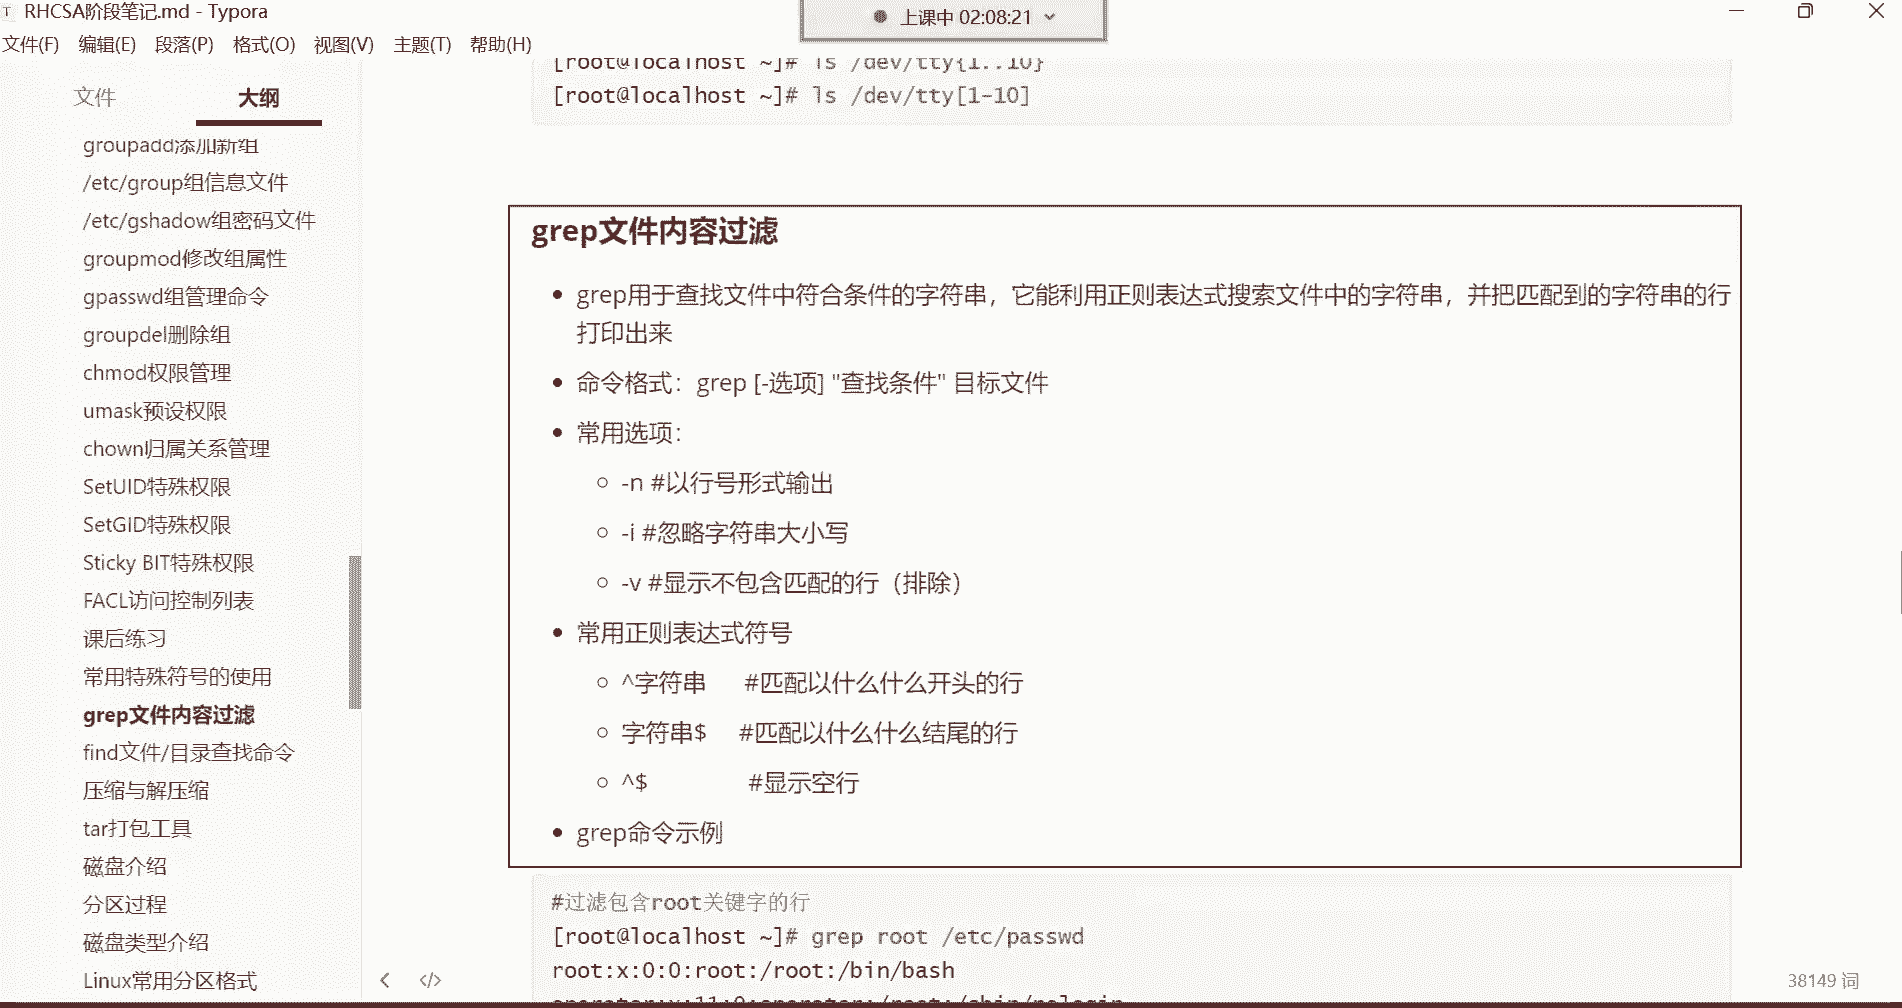 RHCSA阶段笔记.md - Typora
上课中 02:08:21
文件(F) 编辑(E) 段落(P) 格式(O) 视图(V) 主题(T) 帮助(H)
文件 大纲
groupadd添加新组
/etc/group组信息文件
/etc/gshadow组密码文件
groupmod修改组属性
gpasswd组管理命令
groupdel删除组
chmod权限管理
umask预设权限
chown归属关系管理
SetUID特殊权限
SetGID特殊权限
Sticky BIT特殊权限
FACL访问控制列表
课后练习
常用特殊符号的使用
grep文件内容过滤
find文件/目录查找命令
压缩与解压缩
tar打包工具
磁盘介绍
分区过程
磁盘类型介绍
Linux常用分区格式
[root@localhost ~]# ls /dev/tty{1..10}
[root@localhost ~]# ls /dev/tty[1-10]
grep文件内容过滤
grep用于查找文件中符合条件的字符串，它能利用正则表达式搜索文件中的字符串，并把匹配到的字符串的行
打印出来
命令格式：grep [-选项] "查找条件" 目标文件
常用选项：
-n #以行号形式输出
-i #忽略字符串大小写
-v #显示不包含匹配的行（排除）
常用正则表达式符号
^字符串 #匹配以什么什么开头的行
字符串$ #匹配以什么什么结尾的行
^$ #显示空行
grep命令示例
#过滤包含root关键字的行
[root@localhost ~]# grep root /etc/passwd
root:x:0:0:root:/root:/bin/bash
operator:x:11:0:operator:/root:/sbin/nologin
38149 词